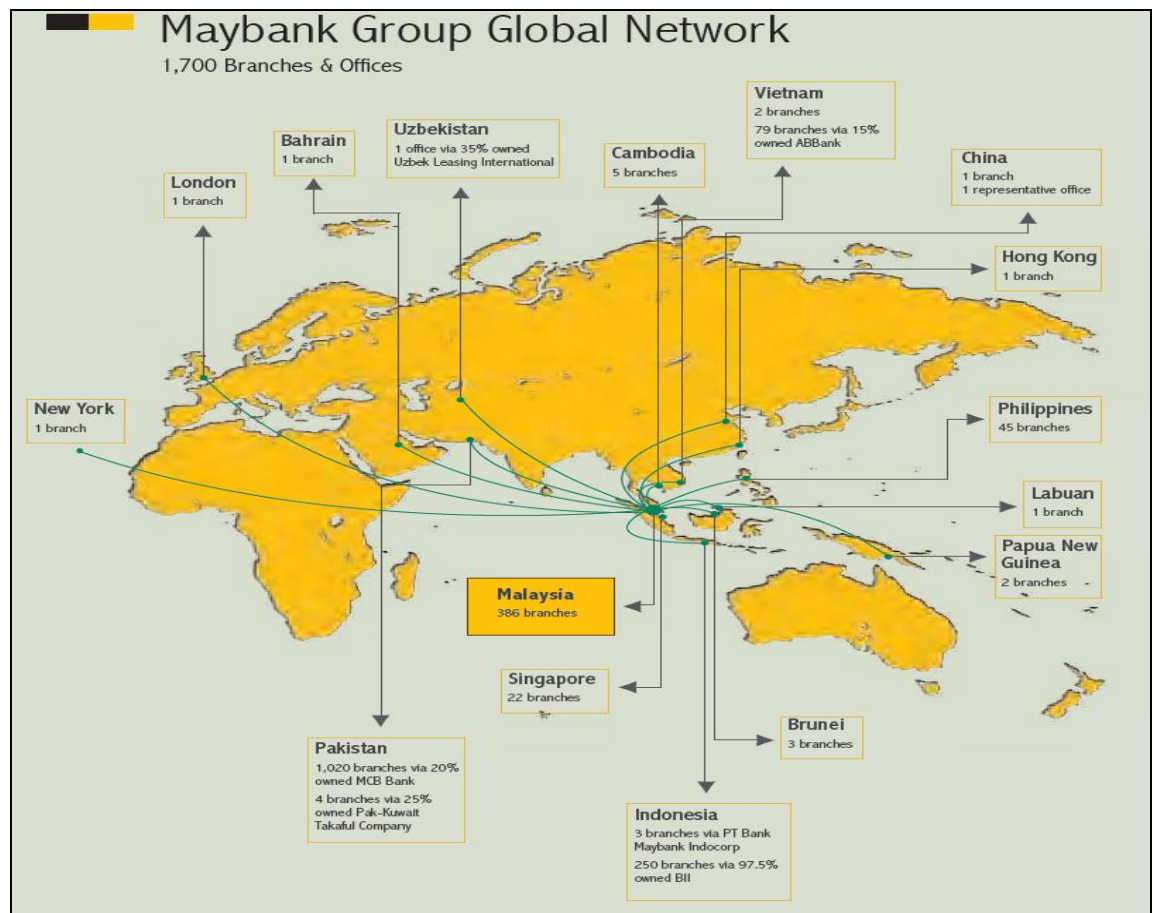 Maybank Group Global Network
1,700 Branches & Offices
Vietnam
2 branches
79 branches via 15%
owned ABBank
Uzbekistan
1 office via 35% owned
Uzbek Leasing International
Bahrain
1 branch
Cambodia
5 branches
China
1 branch
1 representative office
London
1 branch
Hong Kong
1 branch
New York
1 branch
Philippines
45 branches
Labuan
1 branch
Papua New
Guinea
2 branches
Malaysia
386 branches
Singapore
22 branches
Brunei
3 branches
Pakistan
1,020 branches via 20%
owned MCB Bank
4 branches via 25%
owned Pak-Kuwait
Takaful Company
Indonesia
3 branches via PT Bank
Maybank Indocorp
250 branches via 97.5%
owned BII